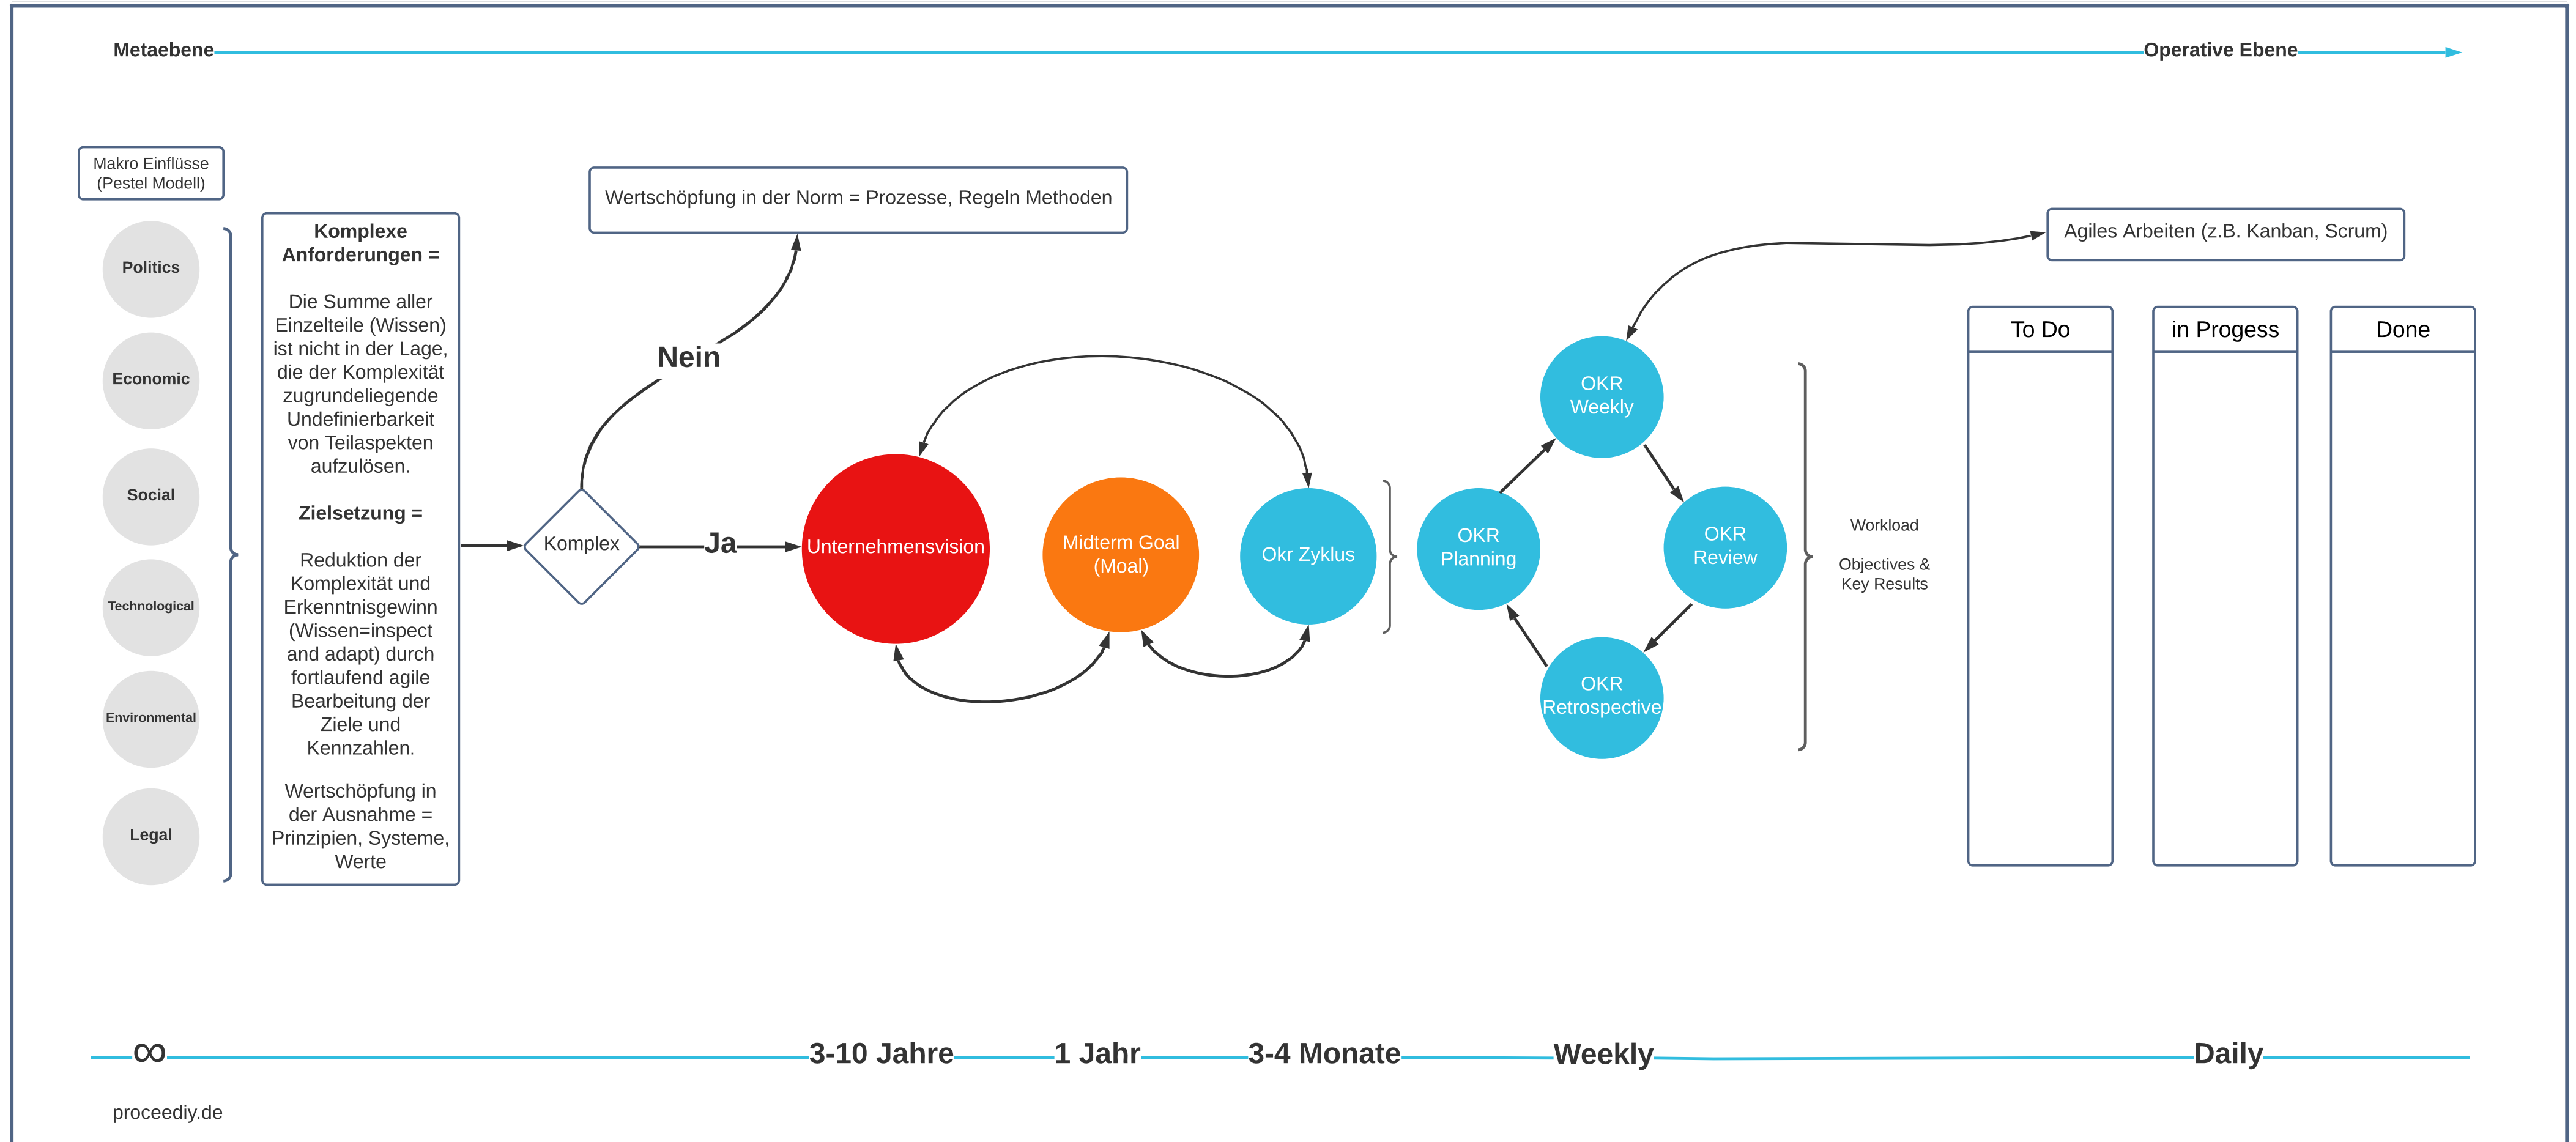 Metaebene
Operative Ebene
Makro Einflüsse
(Pestel Modell)
Politics
Economic
Social
Technological
Environmental
Legal
Komplexe
Anforderungen =
Die Summe aller
Einzelteile (Wissen)
ist nicht in der Lage,
die der Komplexität
zugrundeliegende
Undefinierbarkeit
von Teilaspekten
aufzulösen.
Zielsetzung =
Reduktion der
Komplexität und
Erkenntnisgewinn
(Wissen=inspect
and adapt) durch
fortlaufend agile
Bearbeitung der
Ziele und
Kennzahlen.
Wertschöpfung in
der Ausnahme =
Prinzipien, Systeme,
Werte
Komplex
Nein
Wertschöpfung in der Norm = Prozesse, Regeln Methoden
Ja
Unternehmensvision
Midterm Goal
(Moal)
Okr Zyklus
OKR
Planning
OKR
Weekly
OKR
Review
OKR
Retrospective
Workload
Objectives &
Key Results
Agiles Arbeiten (z.B. Kanban, Scrum)
To Do
in Progess
Done
∞
3-10 Jahre
1 Jahr
3-4 Monate
Weekly
Daily
proceediy.de